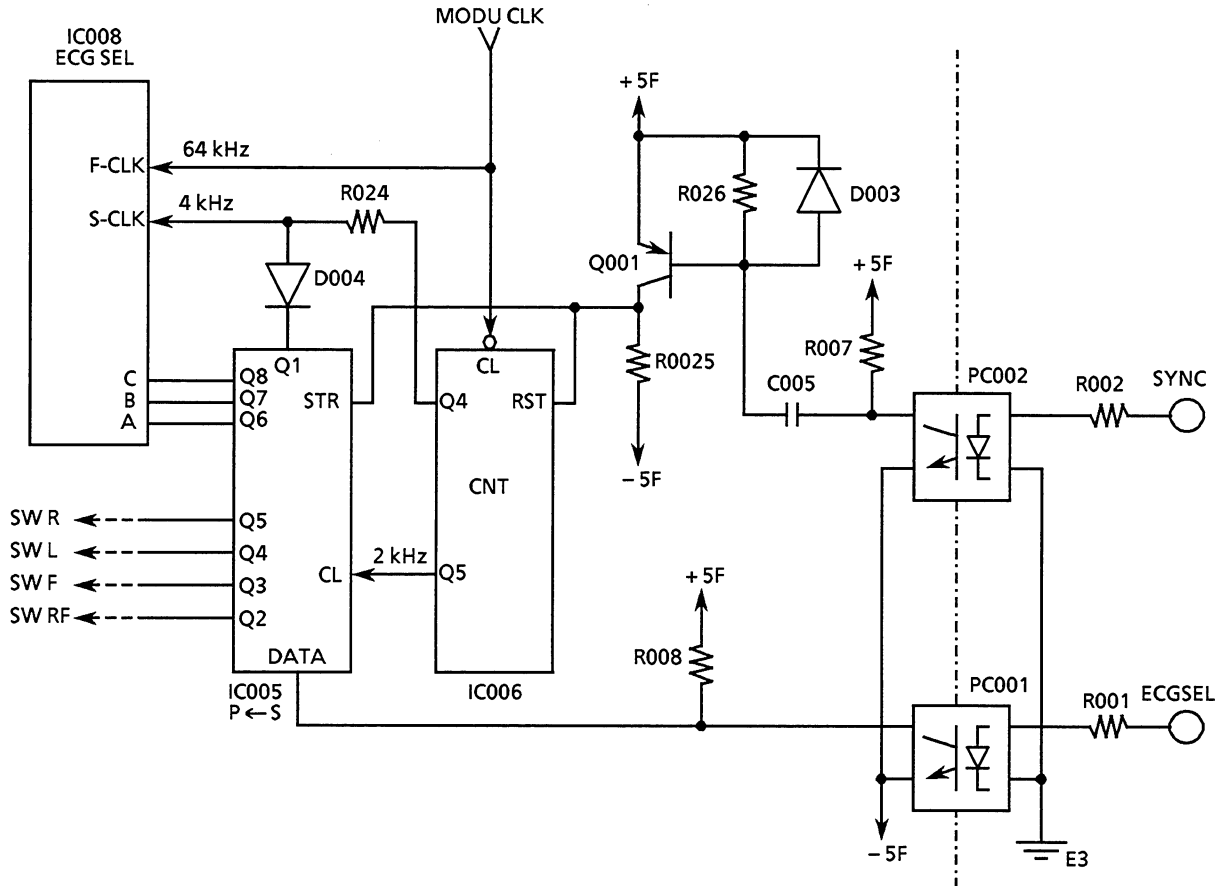 MODU CLK
IC008
ECG SEL
+5F
F-CLK
64 kHz
S-CLK
4 kHz
R024
R026
D003
Q001
D004
+5F
R007
R0025
C005
PC002
R002
SYNC
Q1
CL
C
B
A
Q8
Q7
Q6
STR
Q4
RST
−5F
CNT
SW R
SW L
SW F
SW RF
Q5
Q4
Q3
Q2
CL
2 kHz
Q5
+5F
R008
DATA
IC005
P←S
IC006
PC001
R001
ECGSEL
−5F
E3